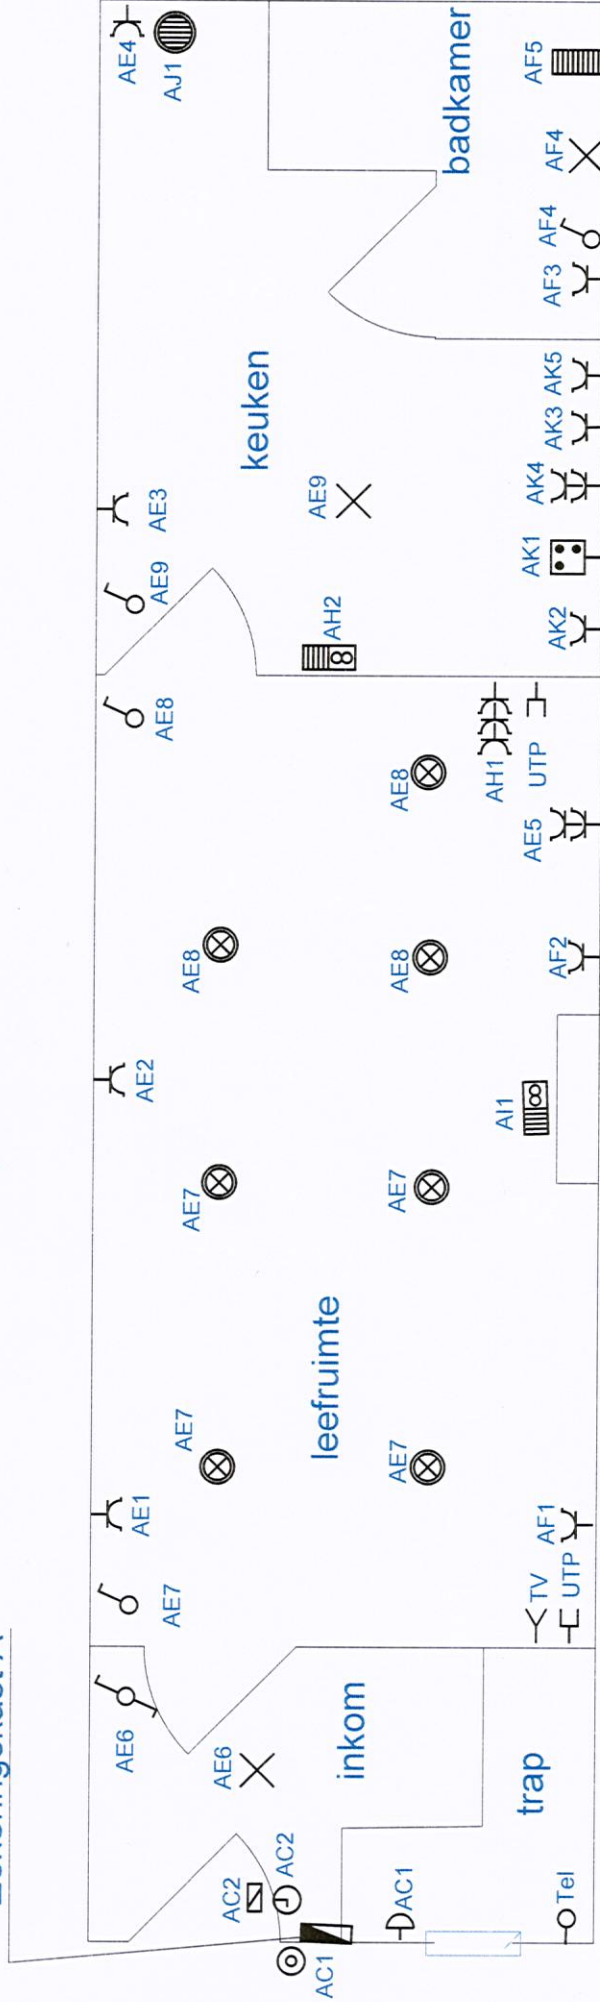 Zekeringkast A
AE6
AE6
inkom
trap
AC2
AC2
AC1
AC1
Tel
AE7
AE1
AE7
AE7
leefruimte
TV
UTP
AF1
AE7
AE7
AE2
AI1
AE8
AE8
AE8
AE8
AF2
AE5
AH1
UTP
AE9
AE3
AH2
AE9
keuken
AK2
AK1
AK4
AK3
AK5
AE4
AJ1
badkamer
AF3
AF4
AF4
AF5